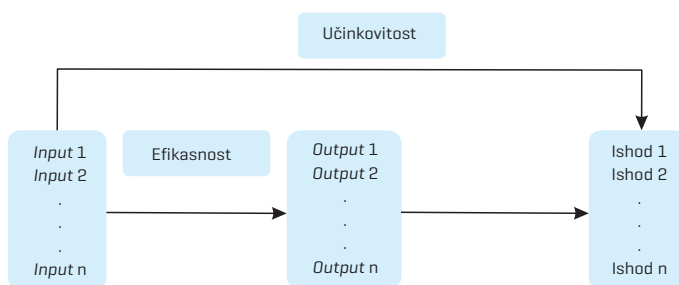 Učinkovitost
Efikasnost
Input 1
Input 2
.
.
.
Input n
Output 1
Output 2
.
.
.
Output n
Ishod 1
Ishod 2
.
.
.
Ishod n